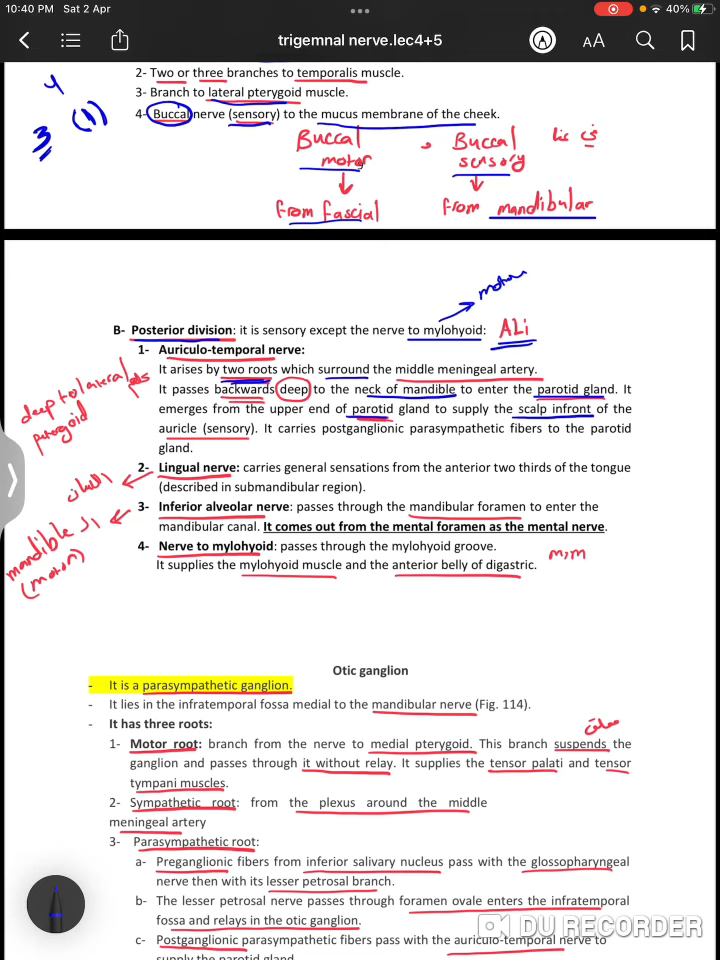 10:40 PM Sat 2 Apr
40%
trigemnal nerve.lec4+5
AA
2- Two or three branches to temporalis muscle.
3- Branch to lateral pterygoid muscle.
4- Buccal nerve (sensory) to the mucus membrane of the cheek.
3 (1)
Buccal motor , Buccal sensory
from fascial from mandibular
motor
B- Posterior division: it is sensory except the nerve to mylohyoid: ALi
1- Auriculo-temporal nerve:
It arises by two roots which surround the middle meningeal artery.
It passes backwards deep to the neck of mandible to enter the parotid gland. It
emerges from the upper end of parotid gland to supply the scalp infront of the
auricle (sensory). It carries postganglionic parasympathetic fibers to the parotid
gland.
deep to lateral
pterygoid
2- Lingual nerve: carries general sensations from the anterior two thirds of the tongue
(described in submandibular region).
اللسان
3- Inferior alveolar nerve: passes through the mandibular foramen to enter the
mandibular canal. It comes out from the mental foramen as the mental nerve.
mandible ال
(motor)
4- Nerve to mylohyoid: passes through the mylohyoid groove.
It supplies the mylohyoid muscle and the anterior belly of digastric.
Otic ganglion
- It is a parasympathetic ganglion.
- It lies in the infratemporal fossa medial to the mandibular nerve (Fig. 114).
- It has three roots:
معلق
1- Motor root: branch from the nerve to medial pterygoid. This branch suspends the
ganglion and passes through it without relay. It supplies the tensor palati and tensor
tympani muscles.
2- Sympathetic root: from the plexus around the middle
meningeal artery
3- Parasympathetic root:
a- Preganglionic fibers from inferior salivary nucleus pass with the glossopharyngeal
nerve then with its lesser petrosal branch.
b- The lesser petrosal nerve passes through foramen ovale enters the infratemporal
fossa and relays in the otic ganglion.
DU RECORDER
c- Postganglionic parasympathetic fibers pass with the auriculo-temporal nerve to
supply the parotid gland